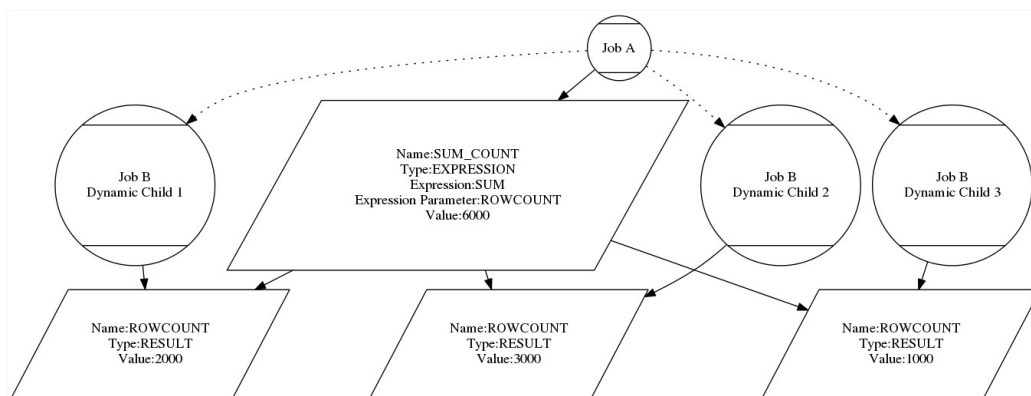 Job A
Job B
Dynamic Child 1
Name:SUM_COUNT
Type:EXPRESSION
Expression:SUM
Expression Parameter:ROWCOUNT
Value:6000
Job B
Dynamic Child 2
Job B
Dynamic Child 3
Name:ROWCOUNT
Type:RESULT
Value:2000
Name:ROWCOUNT
Type:RESULT
Value:3000
Name:ROWCOUNT
Type:RESULT
Value:1000